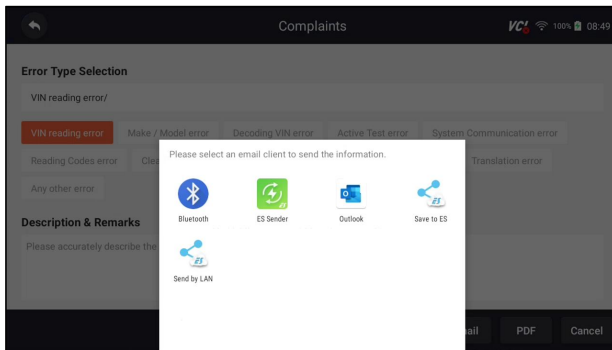 Complaints
VCI 100% 08:49
Error Type Selection
VIN reading error/
VIN reading error Make / Model error Decoding VIN error Active Test error System Communication error
Reading Codes error Translation error
Any other error
Please select an email client to send the information.
Bluetooth ES Sender Outlook Save to ES
Send by LAN
Description & Remarks
Please accurately describe the
PDF Cancel